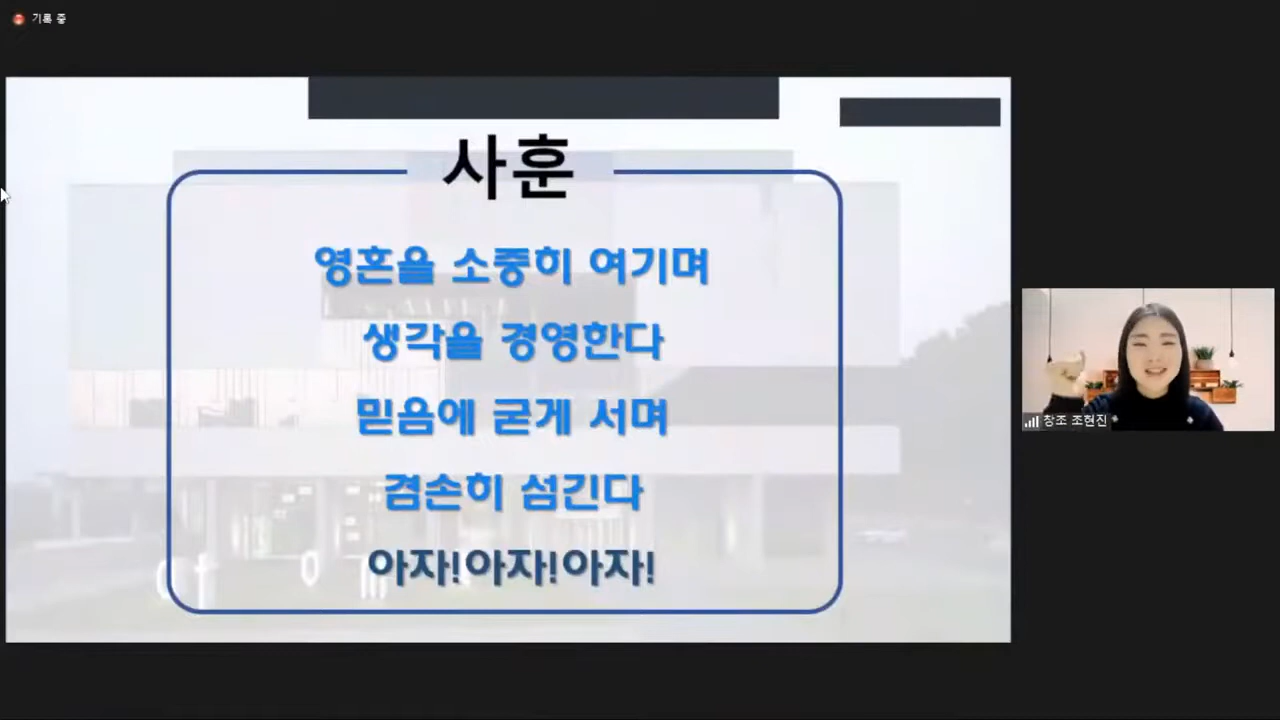 기록 중
사훈
영혼을 소중히 여기며
생각을 경영한다
믿음에 굳게 서며
겸손히 섬긴다
아자!아자!아자!
창조 조현진